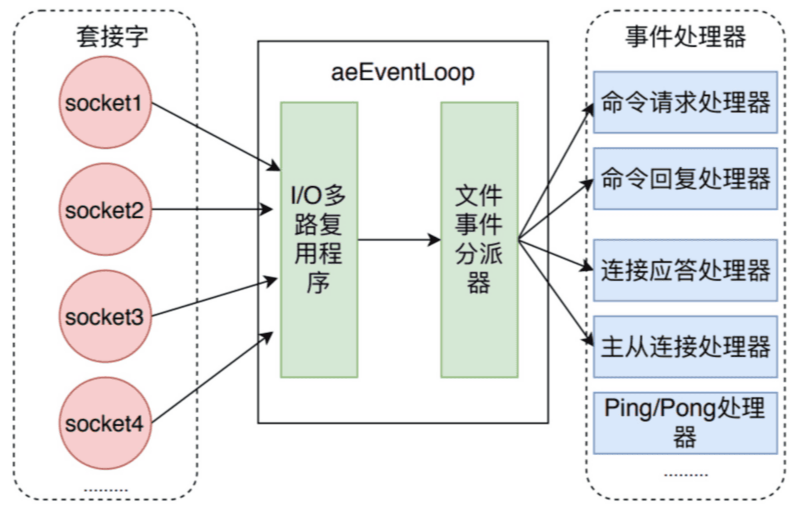 套接字
socket1
socket2
socket3
socket4
.........
aeEventLoop
I/O多
路复
用程
序
文件
事件
分派
器
事件处理器
命令请求处理器
命令回复处理器
连接应答处理器
主从连接处理器
Ping/Pong处理
器
.........